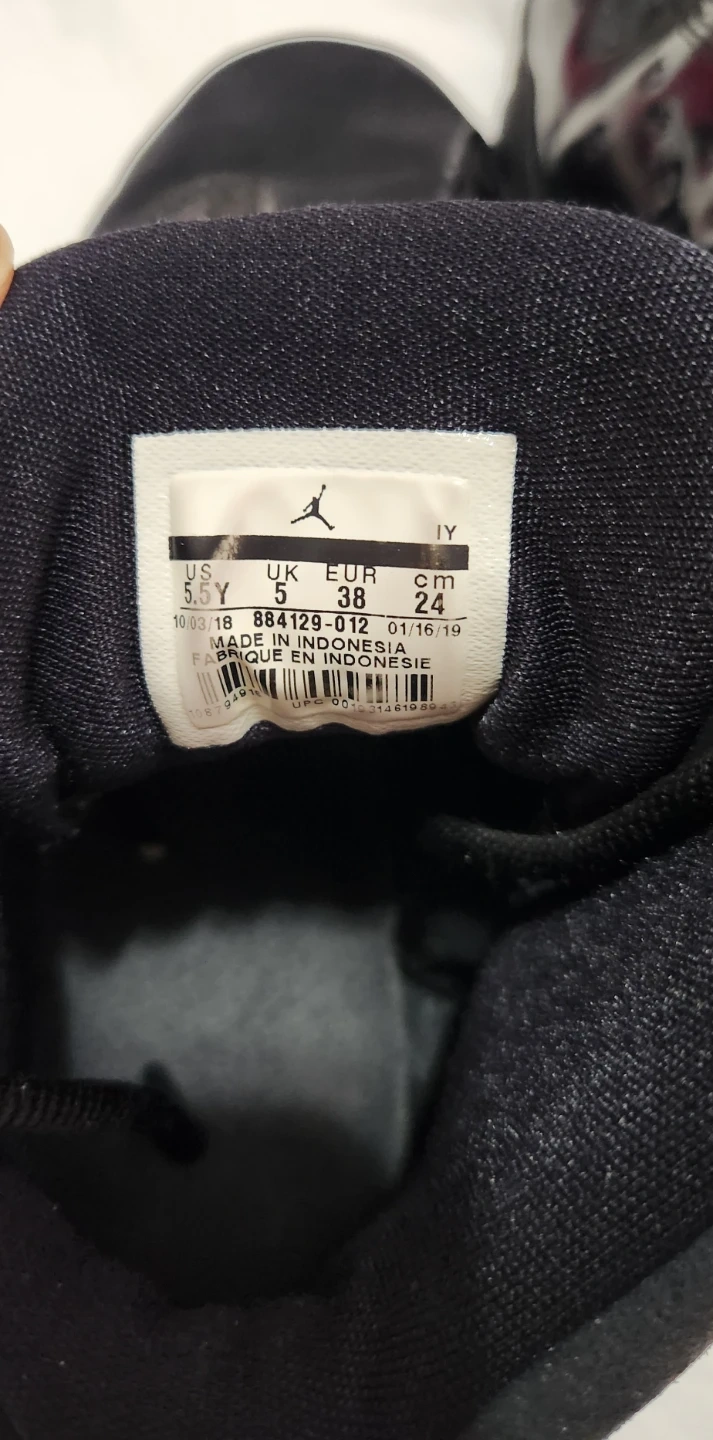 IY
US UK EUR cm
5.5Y 5 38 24
10/03/18 884129-012 01/16/19
MADE IN INDONESIA
FABRIQUE EN INDONESIE
UPC